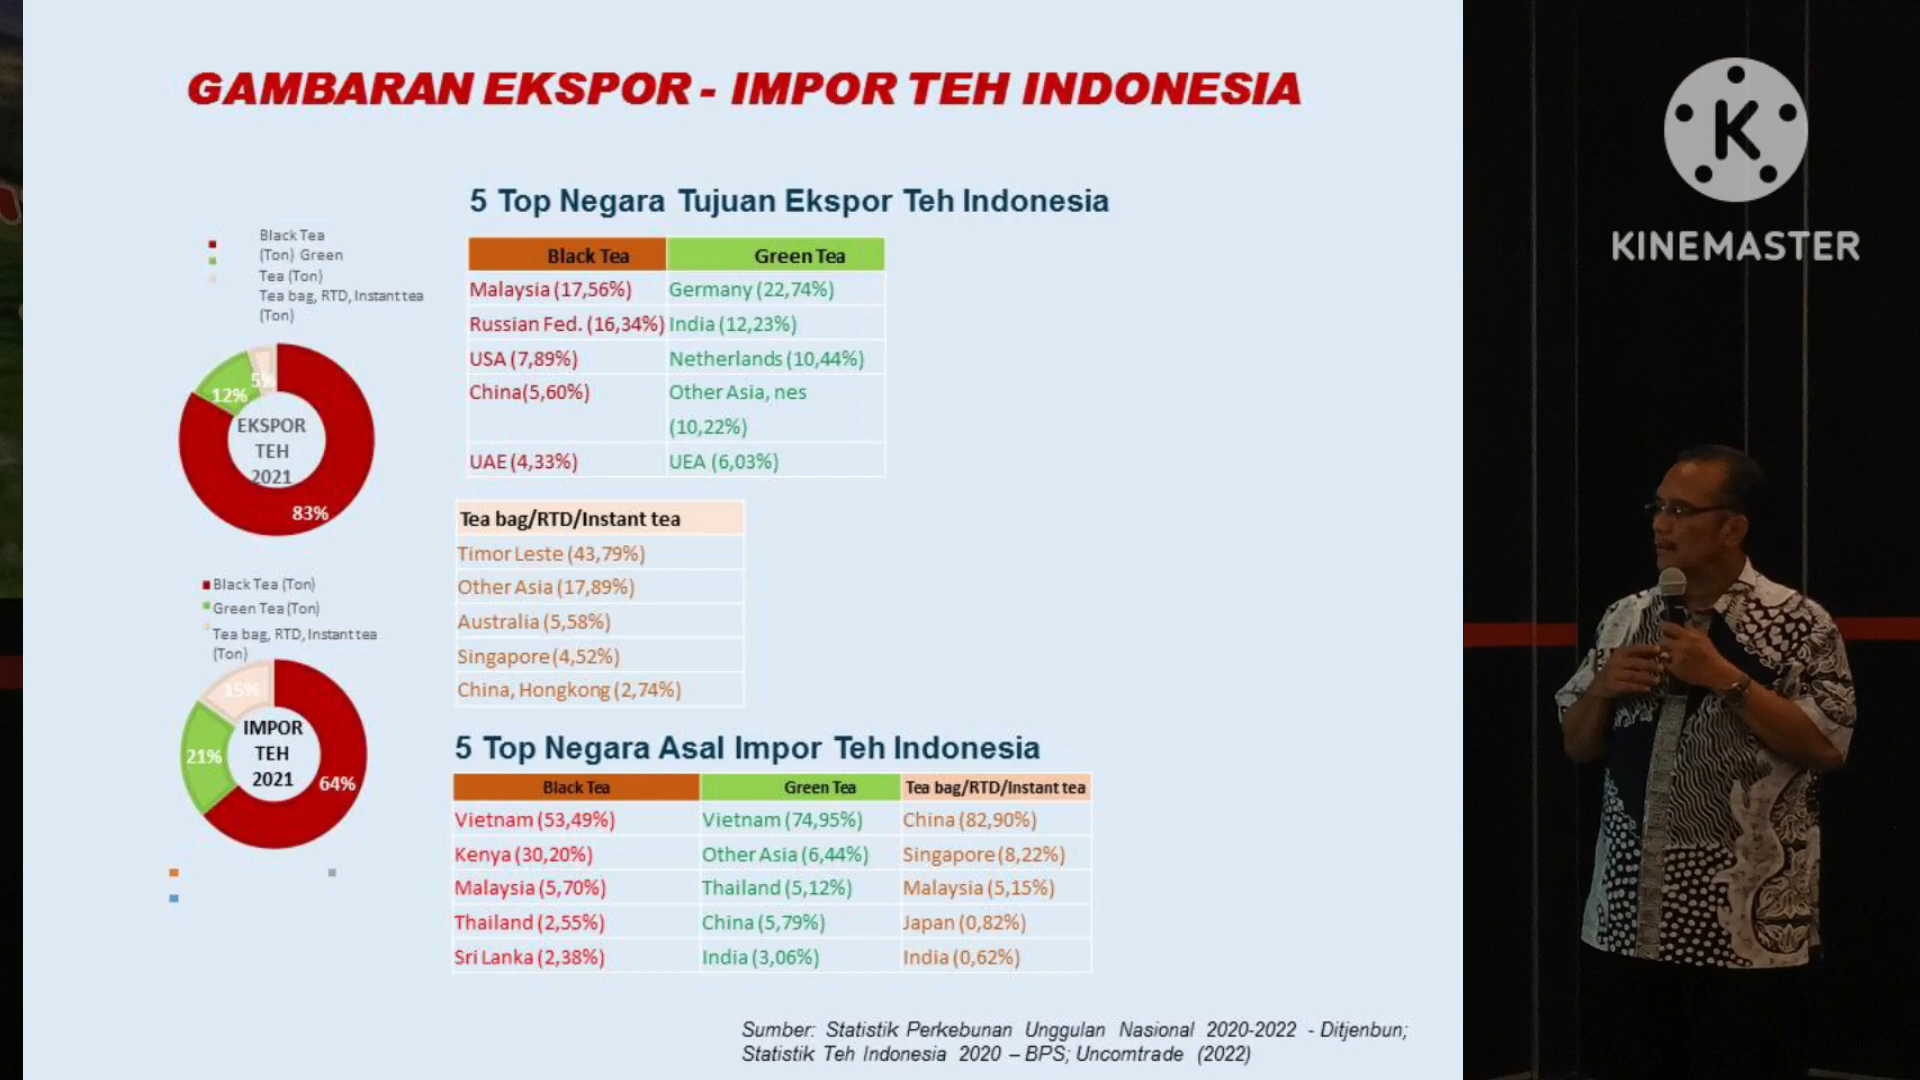 GAMBARAN EKSPOR - IMPOR TEH INDONESIA
5 Top Negara Tujuan Ekspor Teh Indonesia
Black Tea
(Ton) Green
Tea (Ton)
Tea bag, RTD, Instant tea
(Ton)
12%
5%
EKSPOR
TEH
2021
83%
Black Tea Green Tea
Malaysia (17,56%) Germany (22,74%)
Russian Fed. (16,34%) India (12,23%)
USA (7,89%) Netherlands (10,44%)
China(5,60%) Other Asia, nes
(10,22%)
UAE (4,33%) UEA (6,03%)
Tea bag/RTD/Instant tea
Timor Leste (43,79%)
Other Asia (17,89%)
Australia (5,58%)
Singapore (4,52%)
China, Hongkong (2,74%)
Black Tea (Ton)
Green Tea (Ton)
Tea bag, RTD, Instant tea
(Ton)
15%
21%
IMPOR
TEH
2021
64%
5 Top Negara Asal Impor Teh Indonesia
Black Tea Green Tea Tea bag/RTD/Instant tea
Vietnam (53,49%) Vietnam (74,95%) China (82,90%)
Kenya (30,20%) Other Asia (6,44%) Singapore (8,22%)
Malaysia (5,70%) Thailand (5,12%) Malaysia (5,15%)
Thailand (2,55%) China (5,79%) Japan (0,82%)
Sri Lanka (2,38%) India (3,06%) India (0,62%)
Sumber: Statistik Perkebunan Unggulan Nasional 2020-2022 - Ditjenbun;
Statistik Teh Indonesia 2020 – BPS; Uncomtrade (2022)
K
KINEMASTER